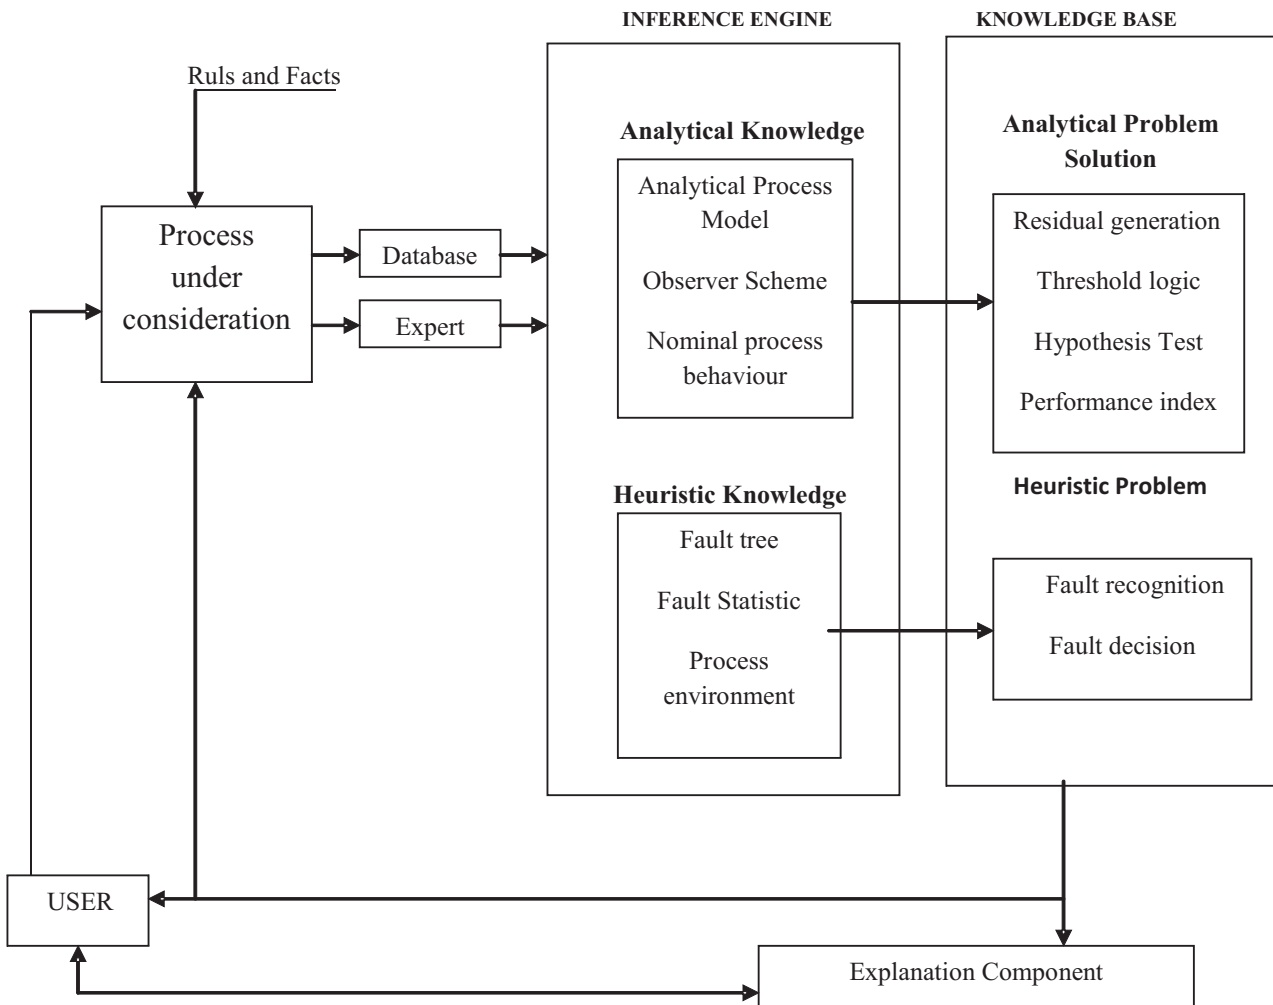 INFERENCE ENGINE
KNOWLEDGE BASE
Ruls and Facts
Process
under
consideration
Database
Expert
Analytical Knowledge
Analytical Process
Model
Observer Scheme
Nominal process
behaviour
Heuristic Knowledge
Fault tree
Fault Statistic
Process
environment
Analytical Problem
Solution
Residual generation
Threshold logic
Hypothesis Test
Performance index
Heuristic Problem
Fault recognition
Fault decision
USER
Explanation Component